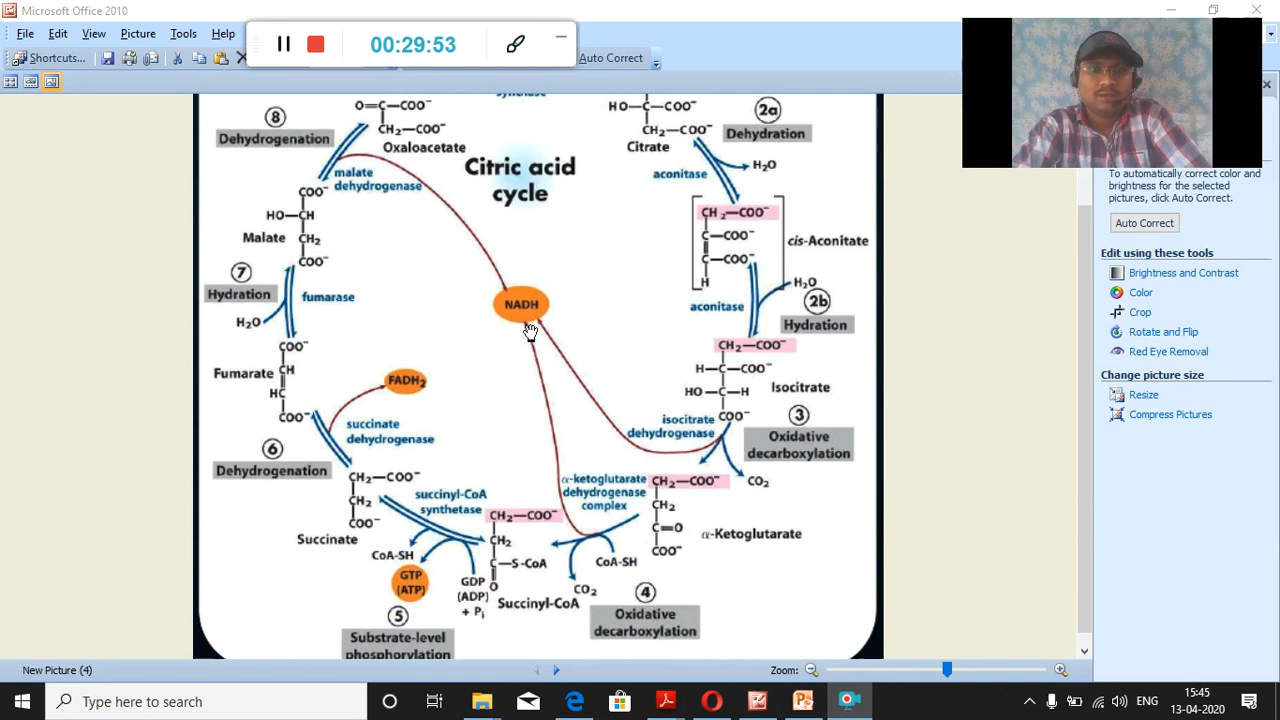 Microsoft Office 2010
File Edit View Picture Tools Help
00:29:53
Shortcuts...
Auto Correct
synthase
⑧
Dehydrogenation
O=C—COO⁻
CH₂—COO⁻
Oxaloacetate
malate
dehydrogenase
Citric acid
cycle
HO—C—COO⁻
CH₂—COO⁻
Citrate
2a
Dehydration
aconitase
H₂O
CH₂—COO⁻
C—COO⁻
C—COO⁻
H
cis-Aconitate
COO⁻
HO—CH
CH₂
COO⁻
Malate
⑦
Hydration
fumarase
H₂O
NADH
aconitase
H₂O
2b
Hydration
CH₂—COO⁻
H—C—COO⁻
HO—C—H
COO⁻
Isocitrate
COO⁻
CH
HC
COO⁻
Fumarate
FADH₂
isocitrate
dehydrogenase
③
Oxidative
decarboxylation
CO₂
succinate
dehydrogenase
⑥
Dehydrogenation
CH₂—COO⁻
CH₂
COO⁻
Succinate
succinyl-CoA
synthetase
α-ketoglutarate
dehydrogenase
complex
CH₂—COO⁻
CH₂
C=O
COO⁻
α-Ketoglutarate
CH₂—COO⁻
CH₂
C—S-CoA
O
Succinyl-CoA
CoA-SH
GTP
(ATP)
GDP
(ADP)
+ Pᵢ
CO₂
CoA-SH
④
Oxidative
decarboxylation
⑤
Substrate-level
phosphorylation
To automatically correct color and
brightness for the selected
pictures, click Auto Correct.
Auto Correct
Edit using these tools
Brightness and Contrast
Color
Crop
Rotate and Flip
Red Eye Removal
Change picture size
Resize
Compress Pictures
New Picture (4)
Zoom:
Type here to search
ENG
15:45
13-04-2020